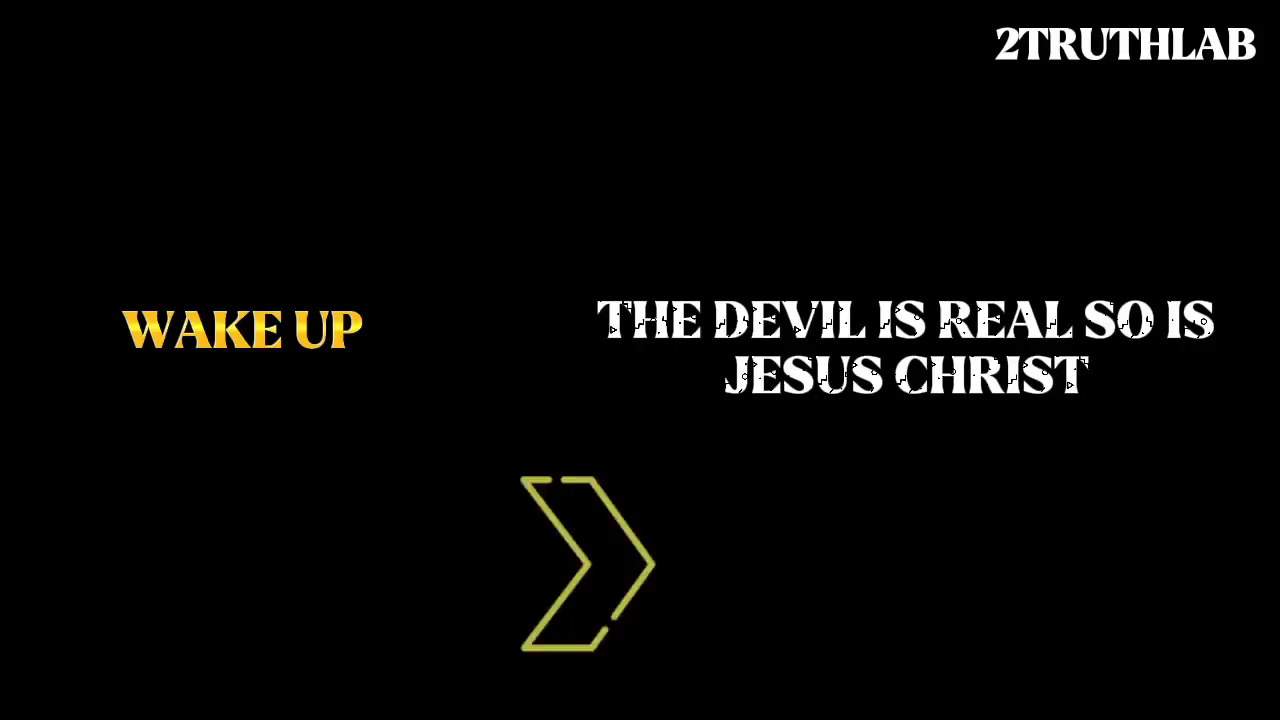 2TRUTHLAB
WAKE UP
THE DEVIL IS REAL SO IS
JESUS CHRIST